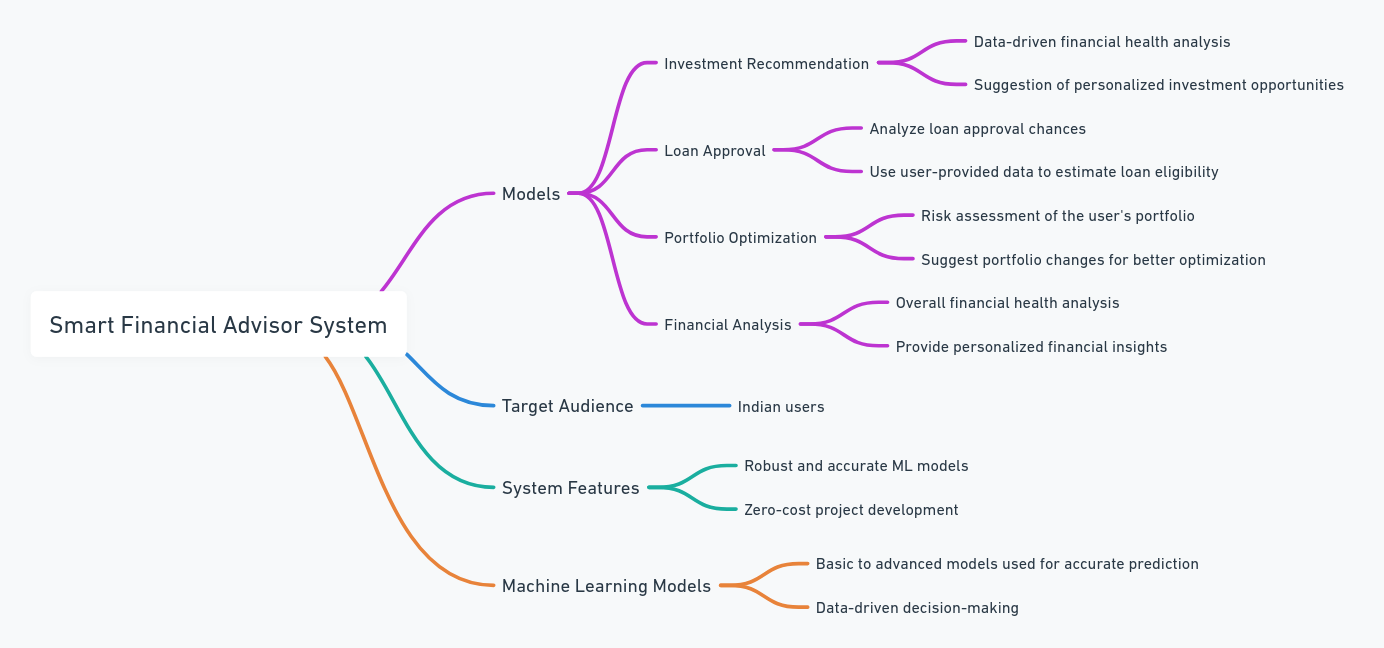 Smart Financial Advisor System
Models
Investment Recommendation
Data-driven financial health analysis
Suggestion of personalized investment opportunities
Loan Approval
Analyze loan approval chances
Use user-provided data to estimate loan eligibility
Portfolio Optimization
Risk assessment of the user's portfolio
Suggest portfolio changes for better optimization
Financial Analysis
Overall financial health analysis
Provide personalized financial insights
Target Audience
Indian users
System Features
Robust and accurate ML models
Zero-cost project development
Machine Learning Models
Basic to advanced models used for accurate prediction
Data-driven decision-making